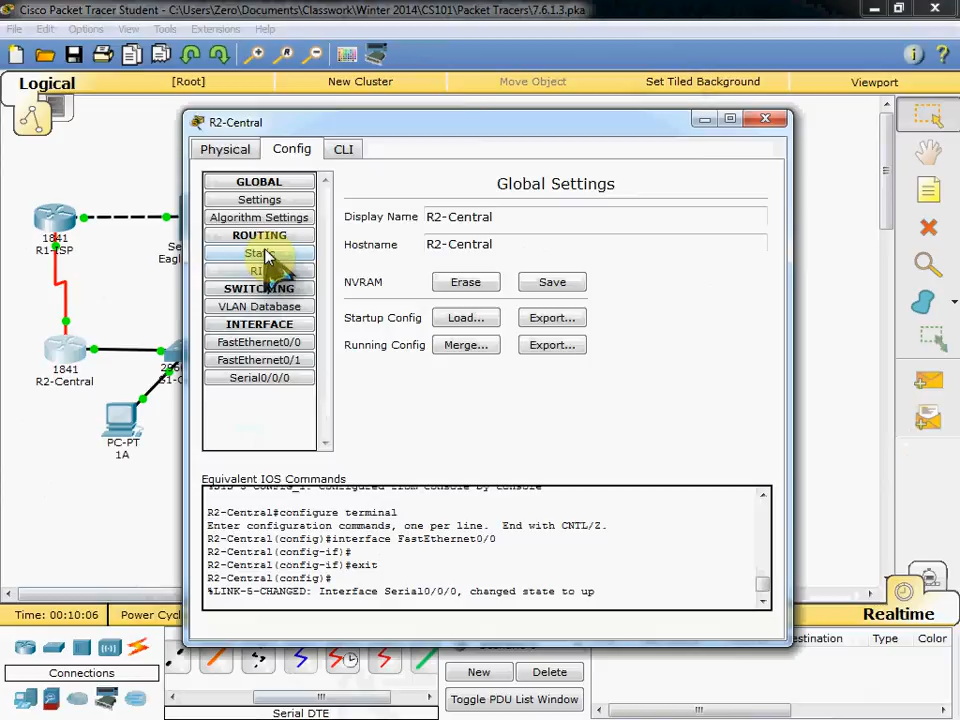 Cisco Packet Tracer Student - C:\Users\Zero\Documents\Classwork\Winter 2014\CS101\Packet Tracers\7.6.1.3.pka
File Edit Options View Tools Extensions Help
Logical [Root] New Cluster Move Object Set Tiled Background Viewport
R2-Central
Physical Config CLI
GLOBAL
Settings
Algorithm Settings
ROUTING
SWITCHING
VLAN Database
INTERFACE
FastEthernet0/0
FastEthernet0/1
Serial0/0/0
Global Settings
Display Name R2-Central
Hostname R2-Central
NVRAM Erase Save
Startup Config Load... Export...
Running Config Merge... Export...
1841
R1-ISP
1841
R2-Central
PC-PT
1A
Equivalent IOS Commands
R2-Central#configure terminal
Enter configuration commands, one per line. End with CNTL/Z.
R2-Central(config)#interface FastEthernet0/0
R2-Central(config-if)#
R2-Central(config-if)#exit
R2-Central(config)#
%LINK-5-CHANGED: Interface Serial0/0/0, changed state to up
Time: 00:10:06 Power Cyc Realtime
Connections
Serial DTE
New Delete
Toggle PDU List Window
Type Color